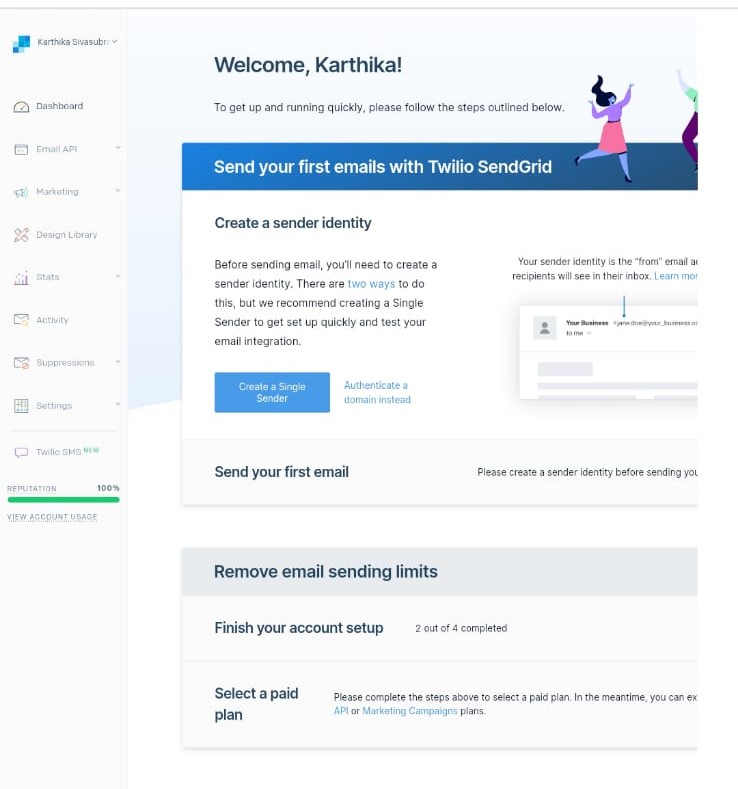 Karthika Sivasubr
Dashboard
Email API
Marketing
Design Library
Stats
Activity
Suppressions
Settings
Twilio SMS NEW
REPUTATION 100%
VIEW ACCOUNT USAGE
Welcome, Karthika!
To get up and running quickly, please follow the steps outlined below.
Send your first emails with Twilio SendGrid
Create a sender identity
Before sending email, you'll need to create a
sender identity. There are two ways to do
this, but we recommend creating a Single
Sender to get set up quickly and test your
email integration.
Create a Single
Sender
Authenticate a
domain instead
Your sender identity is the "from" email a
recipients will see in their inbox. Learn mor
Your Business <jane.doe@your_business.co
to me
Send your first email
Please create a sender identity before sending you
Remove email sending limits
Finish your account setup
2 out of 4 completed
Select a paid
plan
Please complete the steps above to select a paid plan. In the meantime, you can ex
API or Marketing Campaigns plans.